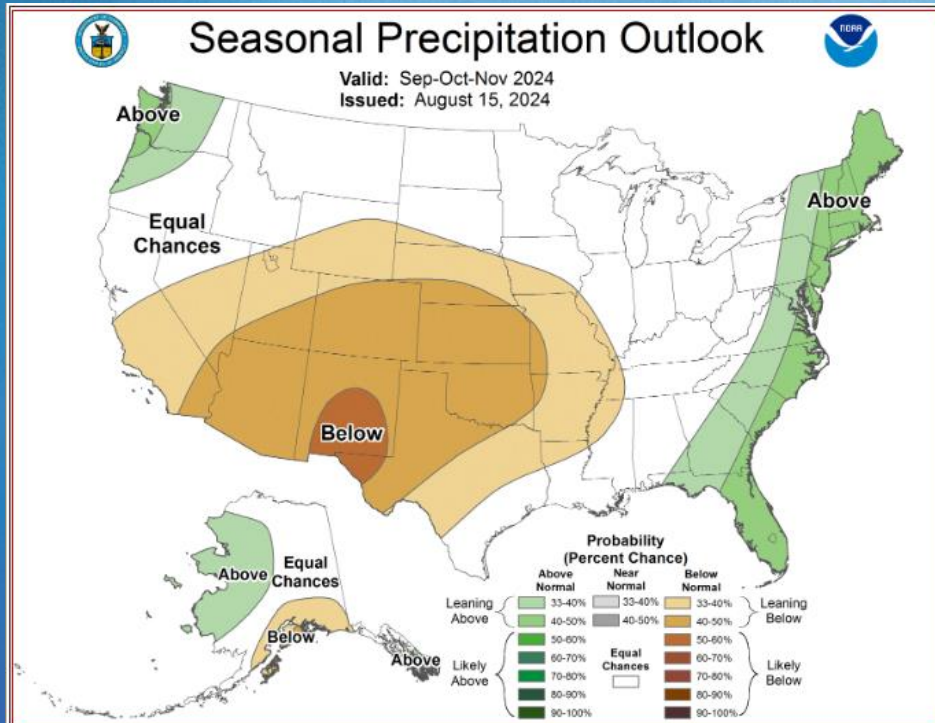 NOAA
Seasonal Precipitation Outlook
Valid: Sep-Oct-Nov 2024
Issued: August 15, 2024
Above
Equal
Chances
Above
Below
Above
Equal
Chances
Below
Above
Probability
(Percent Chance)
Above
Normal
Near
Normal
Below
Normal
Leaning
Above
33-40%
33-40%
33-40%
Leaning
Below
40-50%
40-50%
40-50%
Likely
Above
50-60%
50-60%
60-70%
Equal
Chances
60-70%
70-80%
70-80%
80-90%
80-90%
90-100%
90-100%
Likely
Below